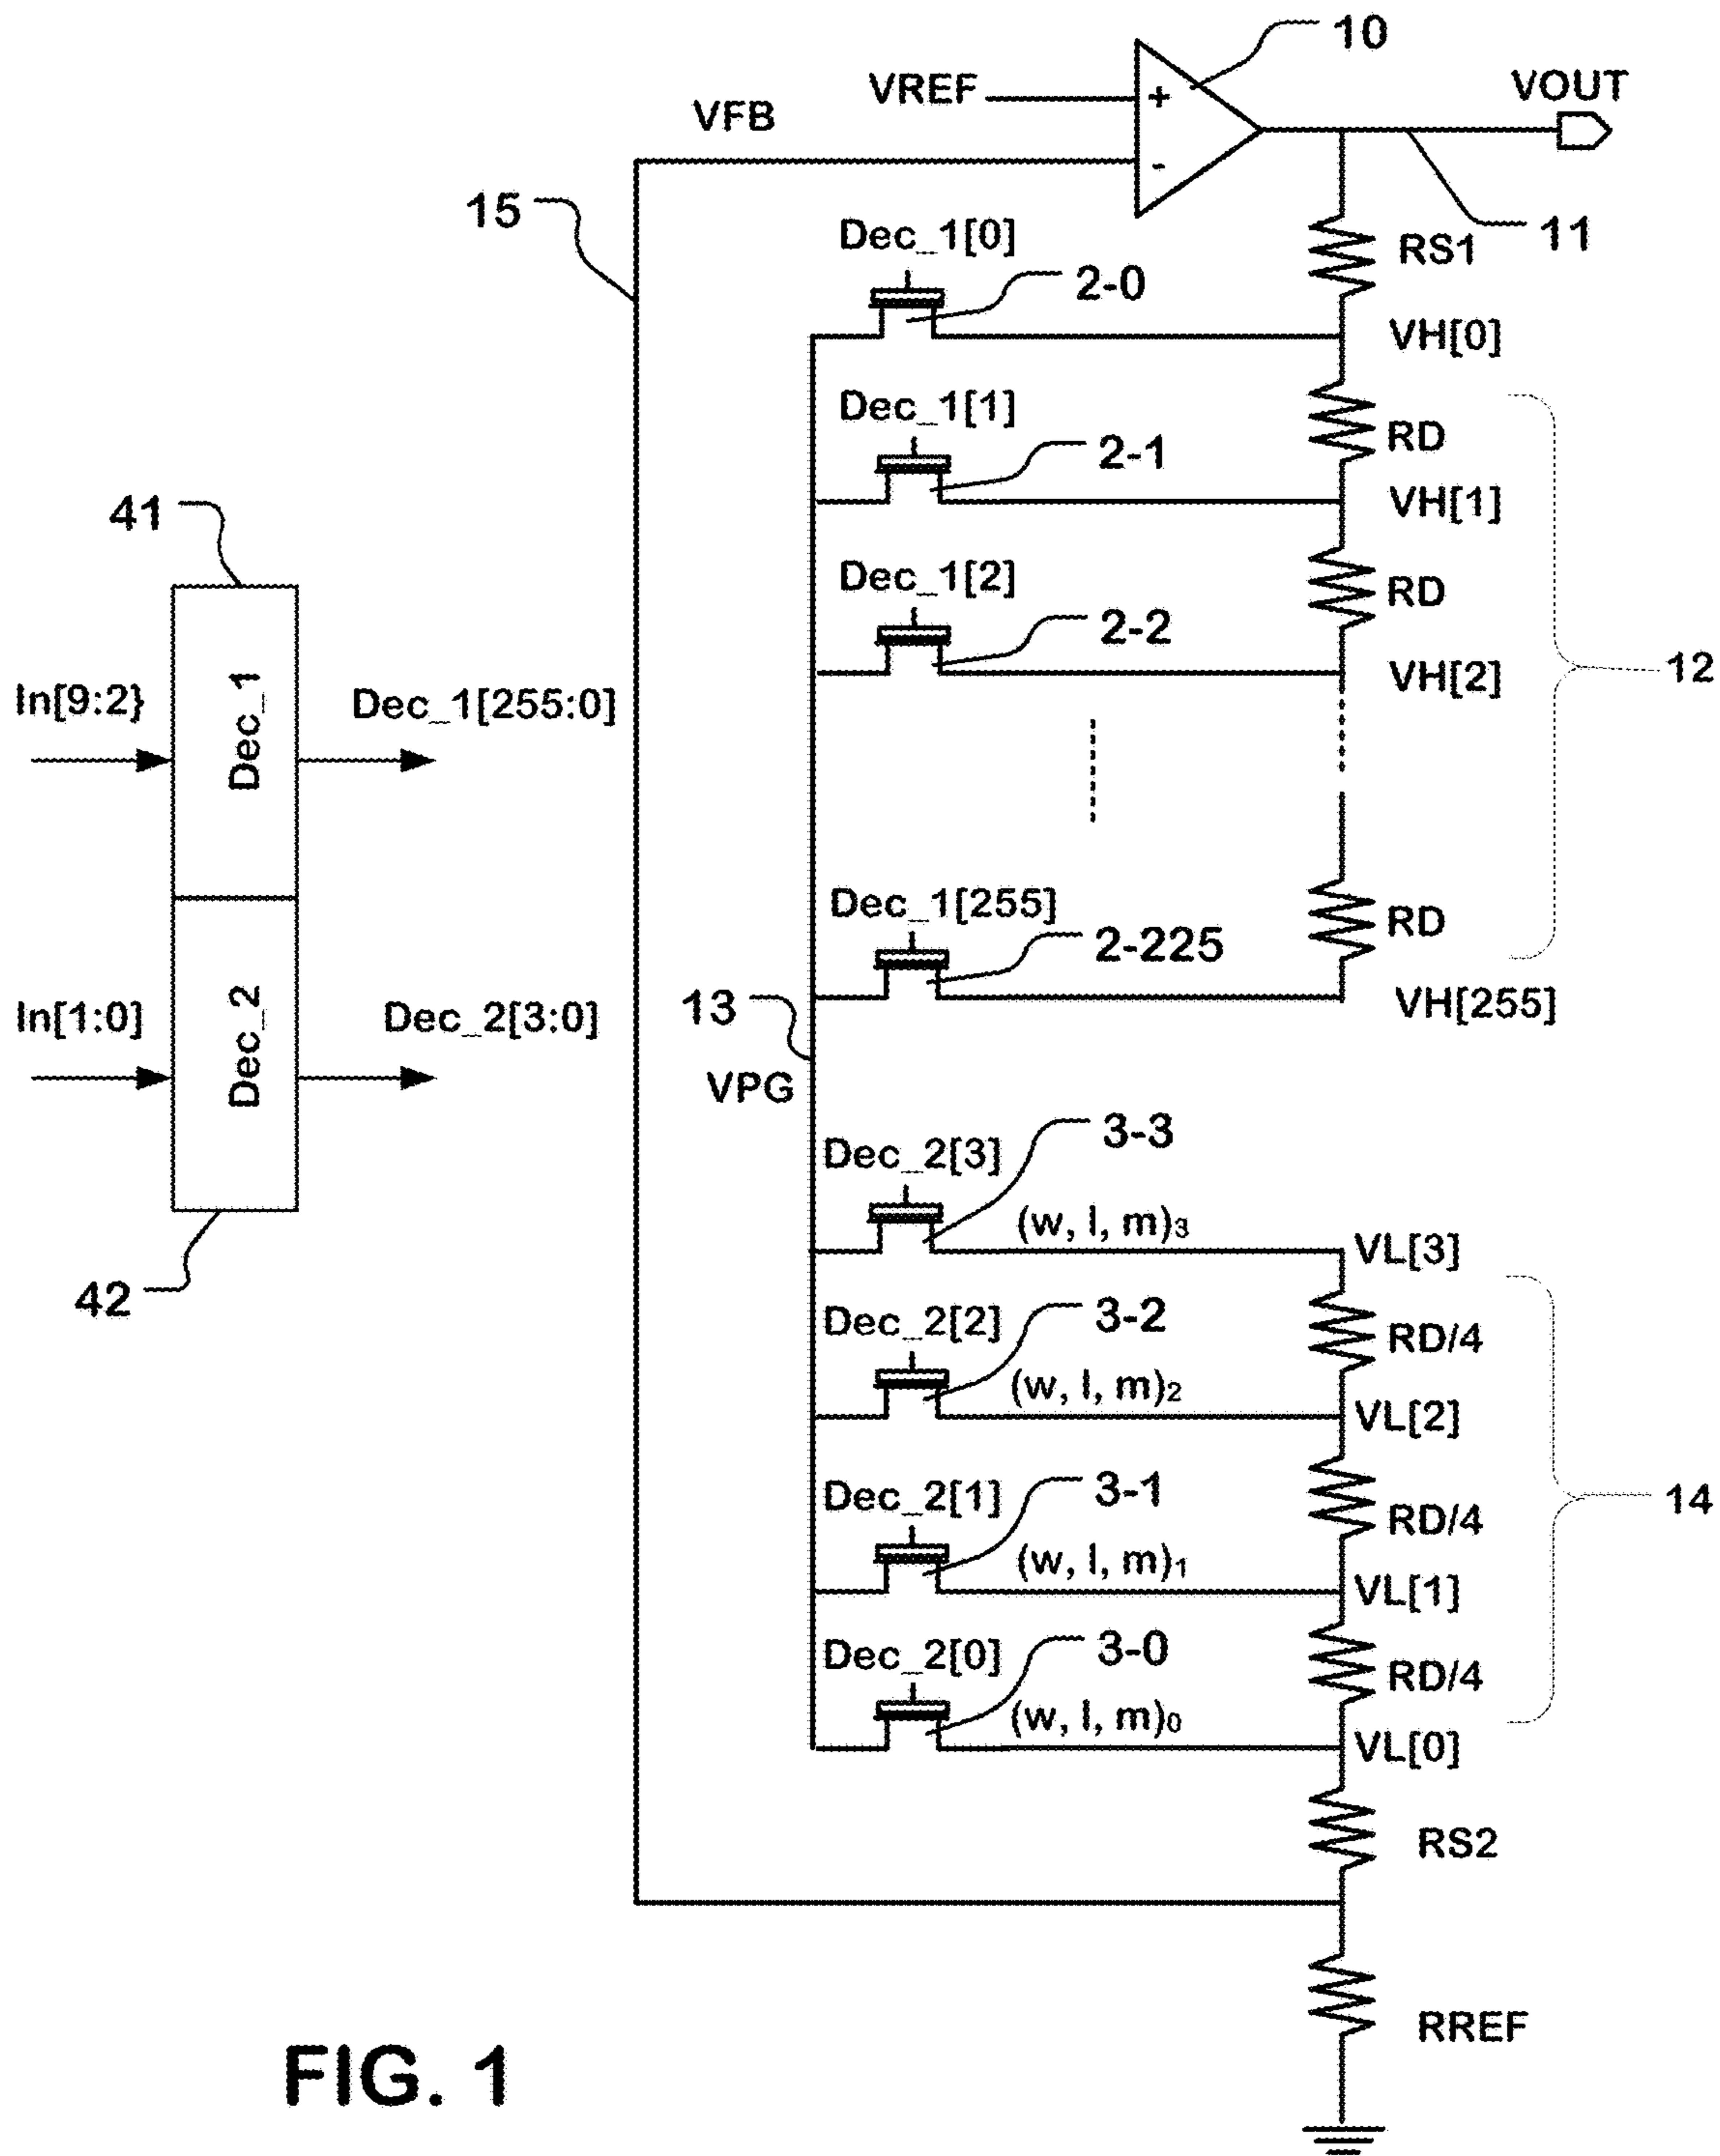 10
VREF
VOUT
VFB
+
-
15
11
RS1
Dec_1[0]
2-0
VH[0]
Dec_1[1]
2-1
RD
VH[1]
41
Dec_1[2]
2-2
RD
VH[2]
12
In[9:2}
Dec_1
Dec_1[255:0]
Dec_1[255]
2-225
RD
VH[255]
In[1:0]
Dec_2
Dec_2[3:0]
13
VPG
42
Dec_2[3]
3-3
(w, l, m)3
VL[3]
Dec_2[2]
3-2
RD/4
(w, l, m)2
VL[2]
Dec_2[1]
3-1
RD/4
14
(w, l, m)1
VL[1]
Dec_2[0]
3-0
RD/4
(w, l, m)0
VL[0]
RS2
RREF
FIG. 1